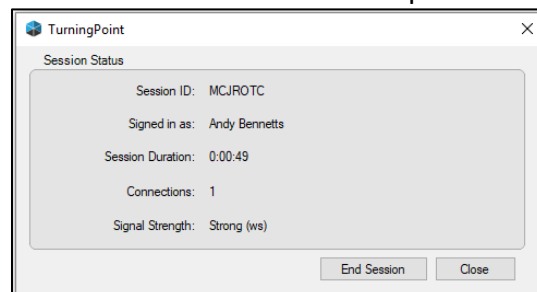 TurningPoint
Session Status
Session ID: MCJROTC
Signed in as: Andy Bennetts
Session Duration: 0:00:49
Connections: 1
Signal Strength: Strong (ws)
End Session Close